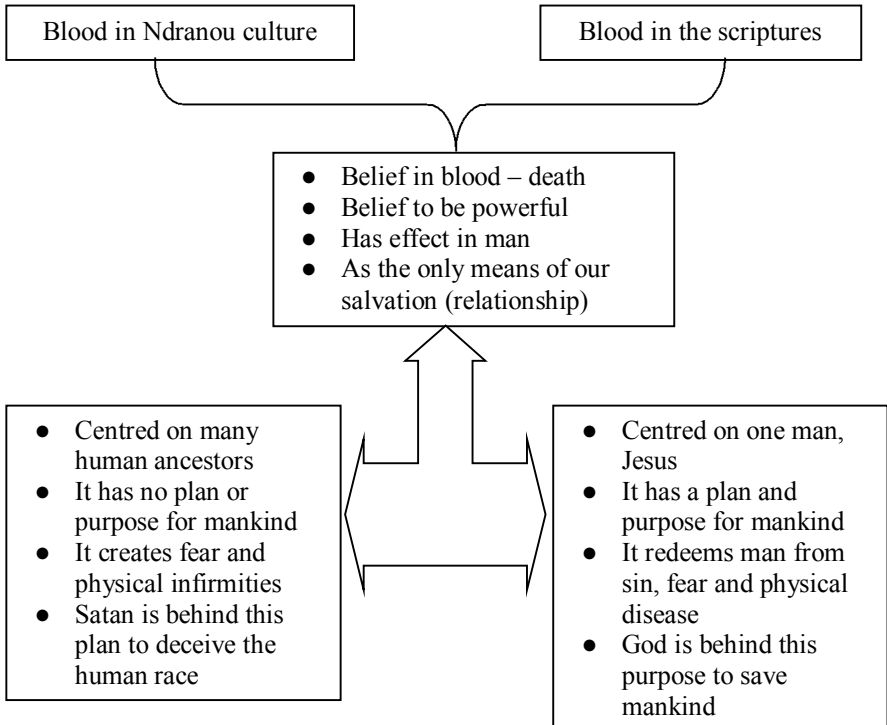 Blood in Ndranou culture
Blood in the scriptures
● Belief in blood – death
● Belief to be powerful
● Has effect in man
● As the only means of our
salvation (relationship)
● Centred on many
human ancestors
● It has no plan or
purpose for mankind
● It creates fear and
physical infirmities
● Satan is behind this
plan to deceive the
human race
● Centred on one man,
Jesus
● It has a plan and
purpose for mankind
● It redeems man from
sin, fear and physical
disease
● God is behind this
purpose to save
mankind